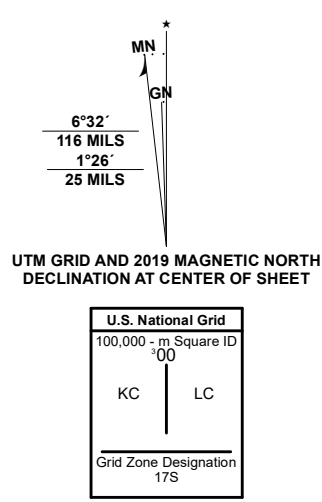 ★
MN
GN
6°32´
116 MILS
1°26´
25 MILS
UTM GRID AND 2019 MAGNETIC NORTH
DECLINATION AT CENTER OF SHEET
U.S. National Grid
100,000 - m Square ID
³00
KC LC
Grid Zone Designation
17S